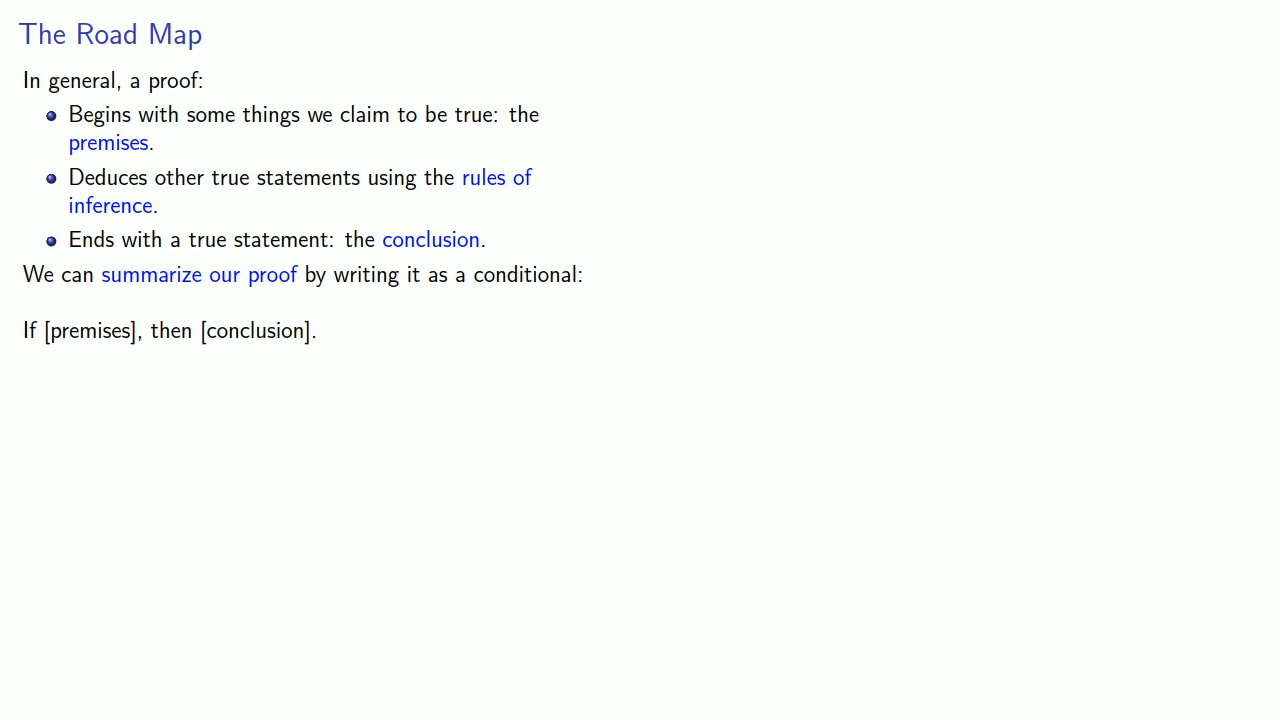 The Road Map
In general, a proof:
Begins with some things we claim to be true: the
premises.
Deduces other true statements using the rules of
inference.
Ends with a true statement: the conclusion.
We can summarize our proof by writing it as a conditional:
If [premises], then [conclusion].